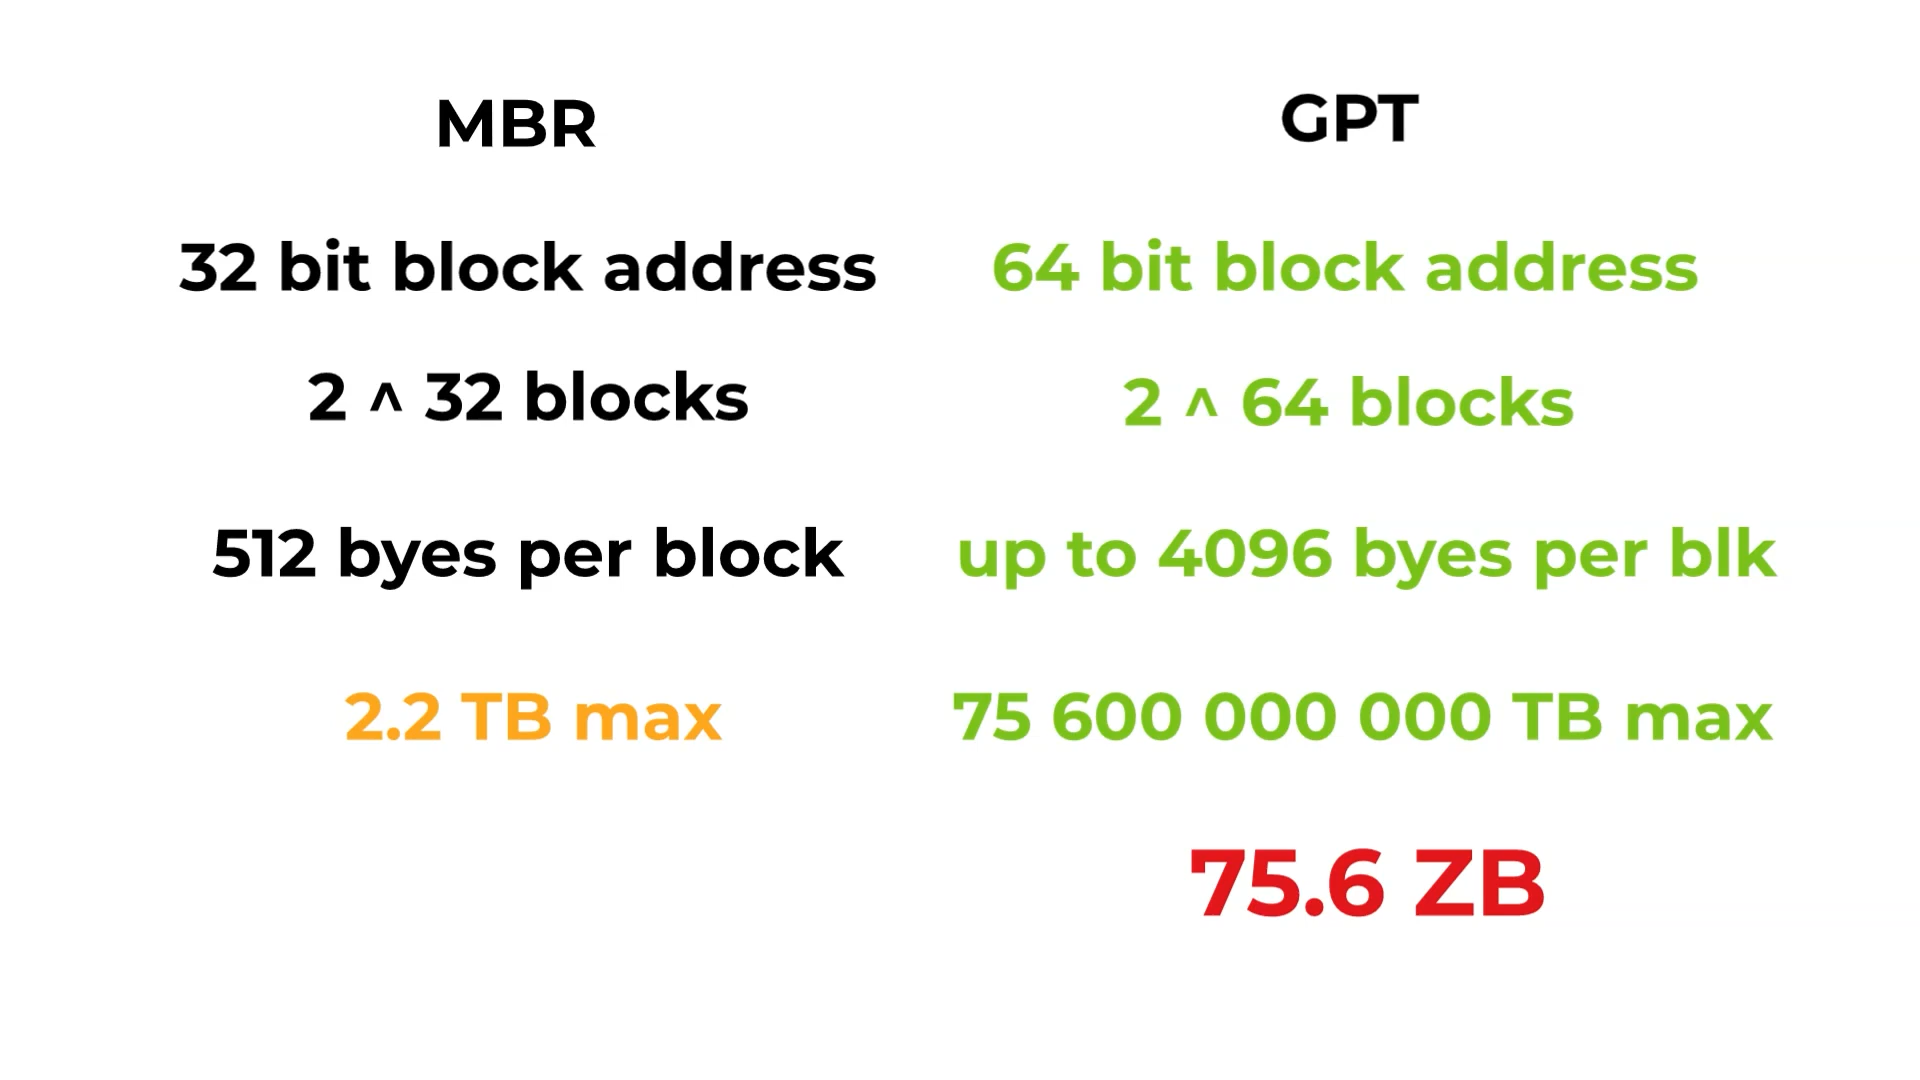 MBR
32 bit block address
2 ^ 32 blocks
512 byes per block
2.2 TB max
GPT
64 bit block address
2 ^ 64 blocks
up to 4096 byes per blk
75 600 000 000 TB max
75.6 ZB